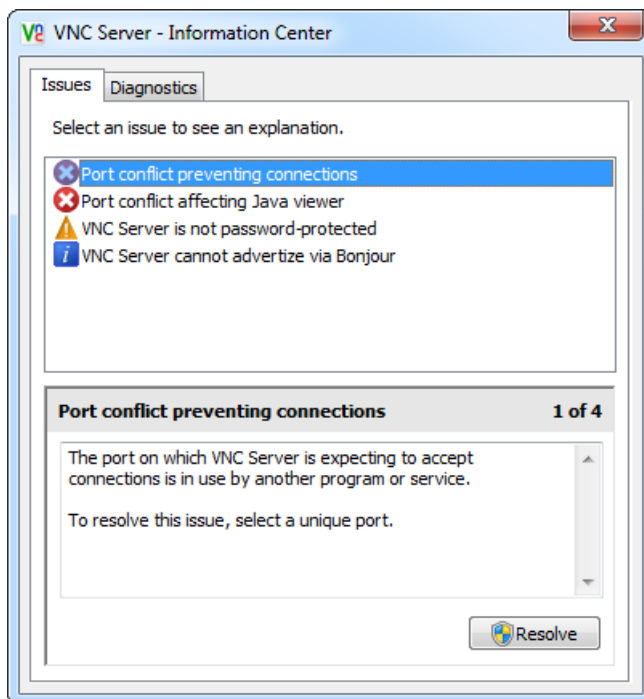 VNC Server - Information Center
Issues
Diagnostics
Select an issue to see an explanation.
Port conflict preventing connections
Port conflict affecting Java viewer
VNC Server is not password-protected
VNC Server cannot advertize via Bonjour
Port conflict preventing connections 1 of 4
The port on which VNC Server is expecting to accept
connections is in use by another program or service.
To resolve this issue, select a unique port.
Resolve